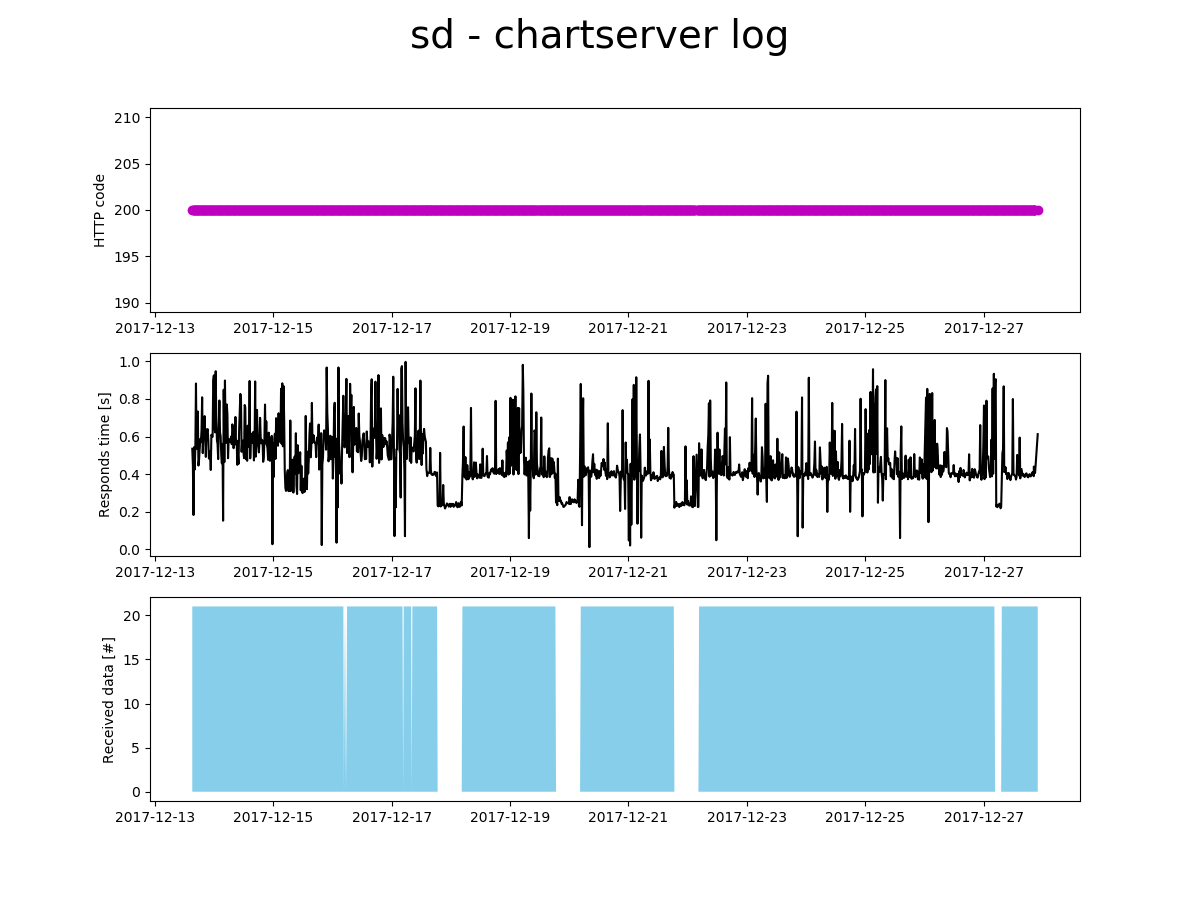 sd - chartserver log
210
205
200
195
190
HTTP code
2017-12-13 2017-12-15 2017-12-17 2017-12-19 2017-12-21 2017-12-23 2017-12-25 2017-12-27
1.0
0.8
0.6
0.4
0.2
0.0
Responds time [s]
2017-12-13 2017-12-15 2017-12-17 2017-12-19 2017-12-21 2017-12-23 2017-12-25 2017-12-27
20
15
10
5
0
Received data [#]
2017-12-13 2017-12-15 2017-12-17 2017-12-19 2017-12-21 2017-12-23 2017-12-25 2017-12-27